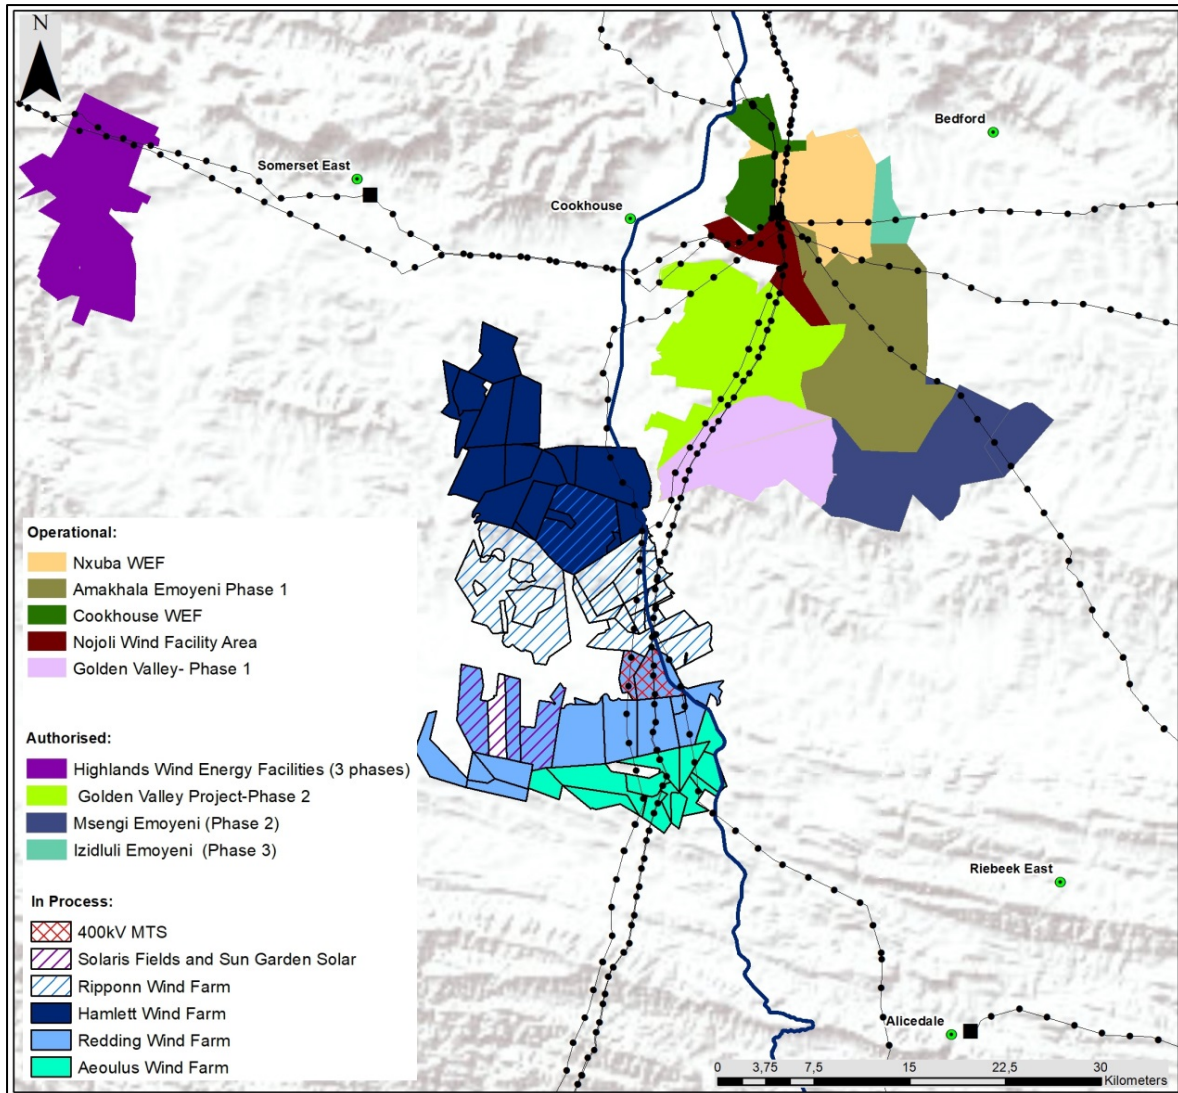 N
Bedford
Somerset East
Cookhouse
Operational:
Nxuba WEF
Amakhala Emoyeni Phase 1
Cookhouse WEF
Nojoli Wind Facility Area
Golden Valley- Phase 1
Authorised:
Highlands Wind Energy Facilities (3 phases)
Golden Valley Project-Phase 2
Msengi Emoyeni (Phase 2)
Izidluli Emoyeni (Phase 3)
In Process:
400kV MTS
Solaris Fields and Sun Garden Solar
Ripponn Wind Farm
Hamlett Wind Farm
Redding Wind Farm
Aeoulus Wind Farm
Riebeek East
Alicedale
0 3,75 7,5 15 22,5 30
Kilometers